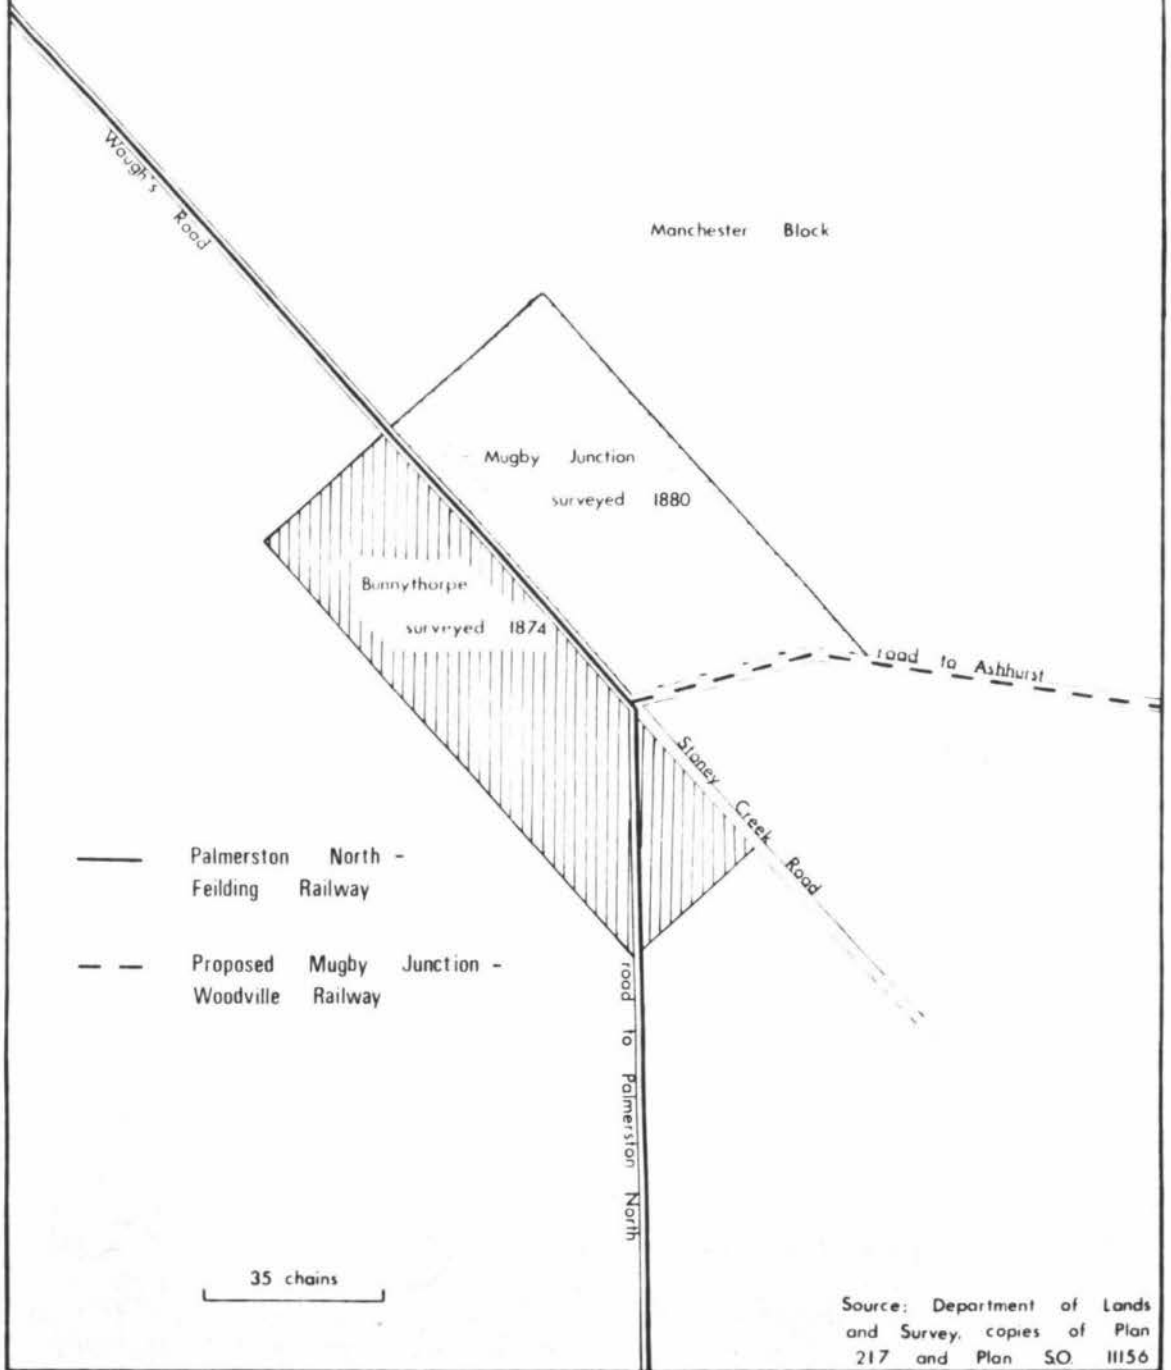 Waugh's Road
Manchester Block
Mugby Junction
surveyed 1880
Bunnythorpe
surveyed 1874
road to Ashhurst
Stoney Creek Road
Palmerston North -
Feilding Railway
Proposed Mugby Junction -
Woodville Railway
road to Palmerston North
35 chains
Source: Department of Lands
and Survey, copies of Plan
217 and Plan S.O. 11156